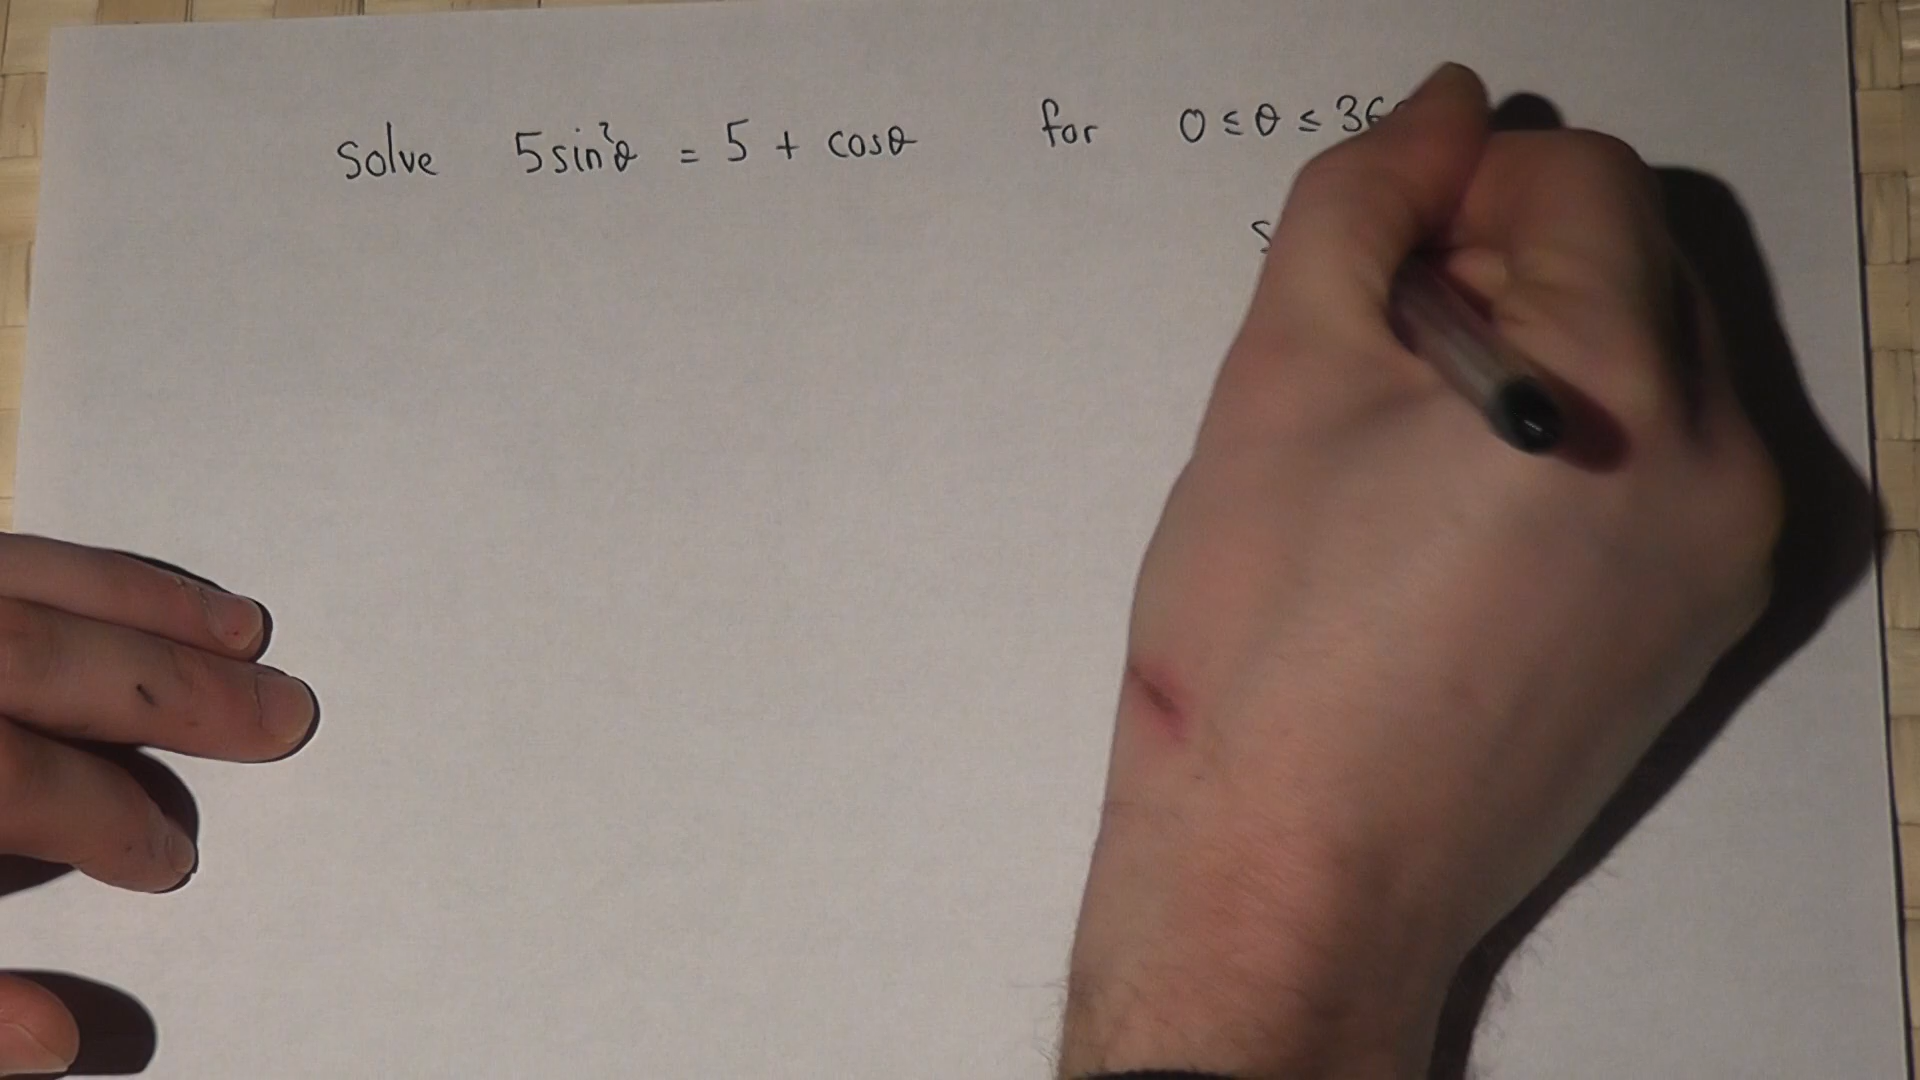 Solve 5sin²θ = 5 + cosθ for 0 ≤ θ ≤ 36
s